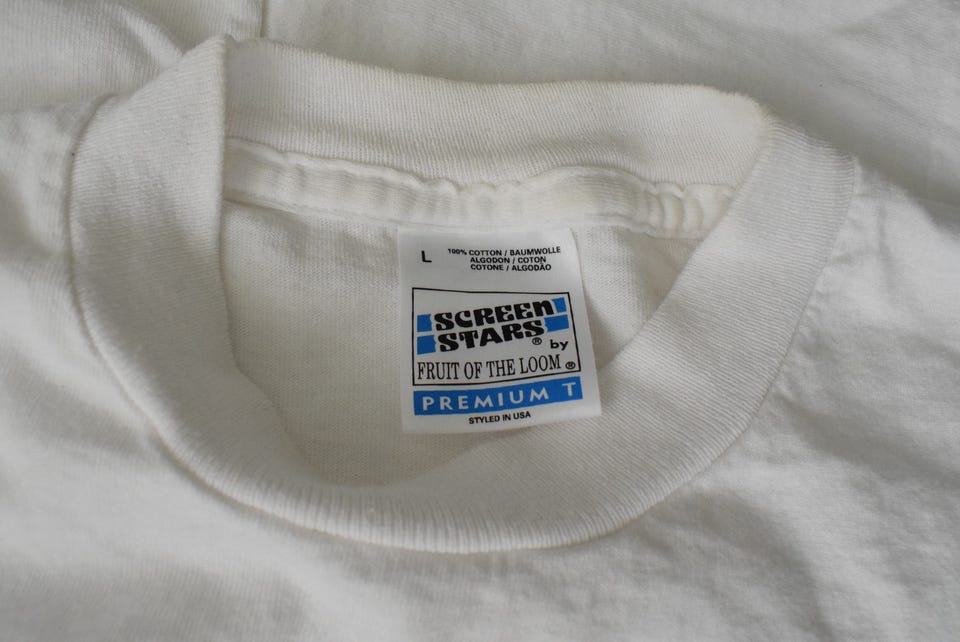 L
100% COTTON / BAUMWOLLE
ALGODON / COTON
COTONE / ALGODÃO
SCREEN
STARS® by
FRUIT OF THE LOOM®
PREMIUM T
STYLED IN USA